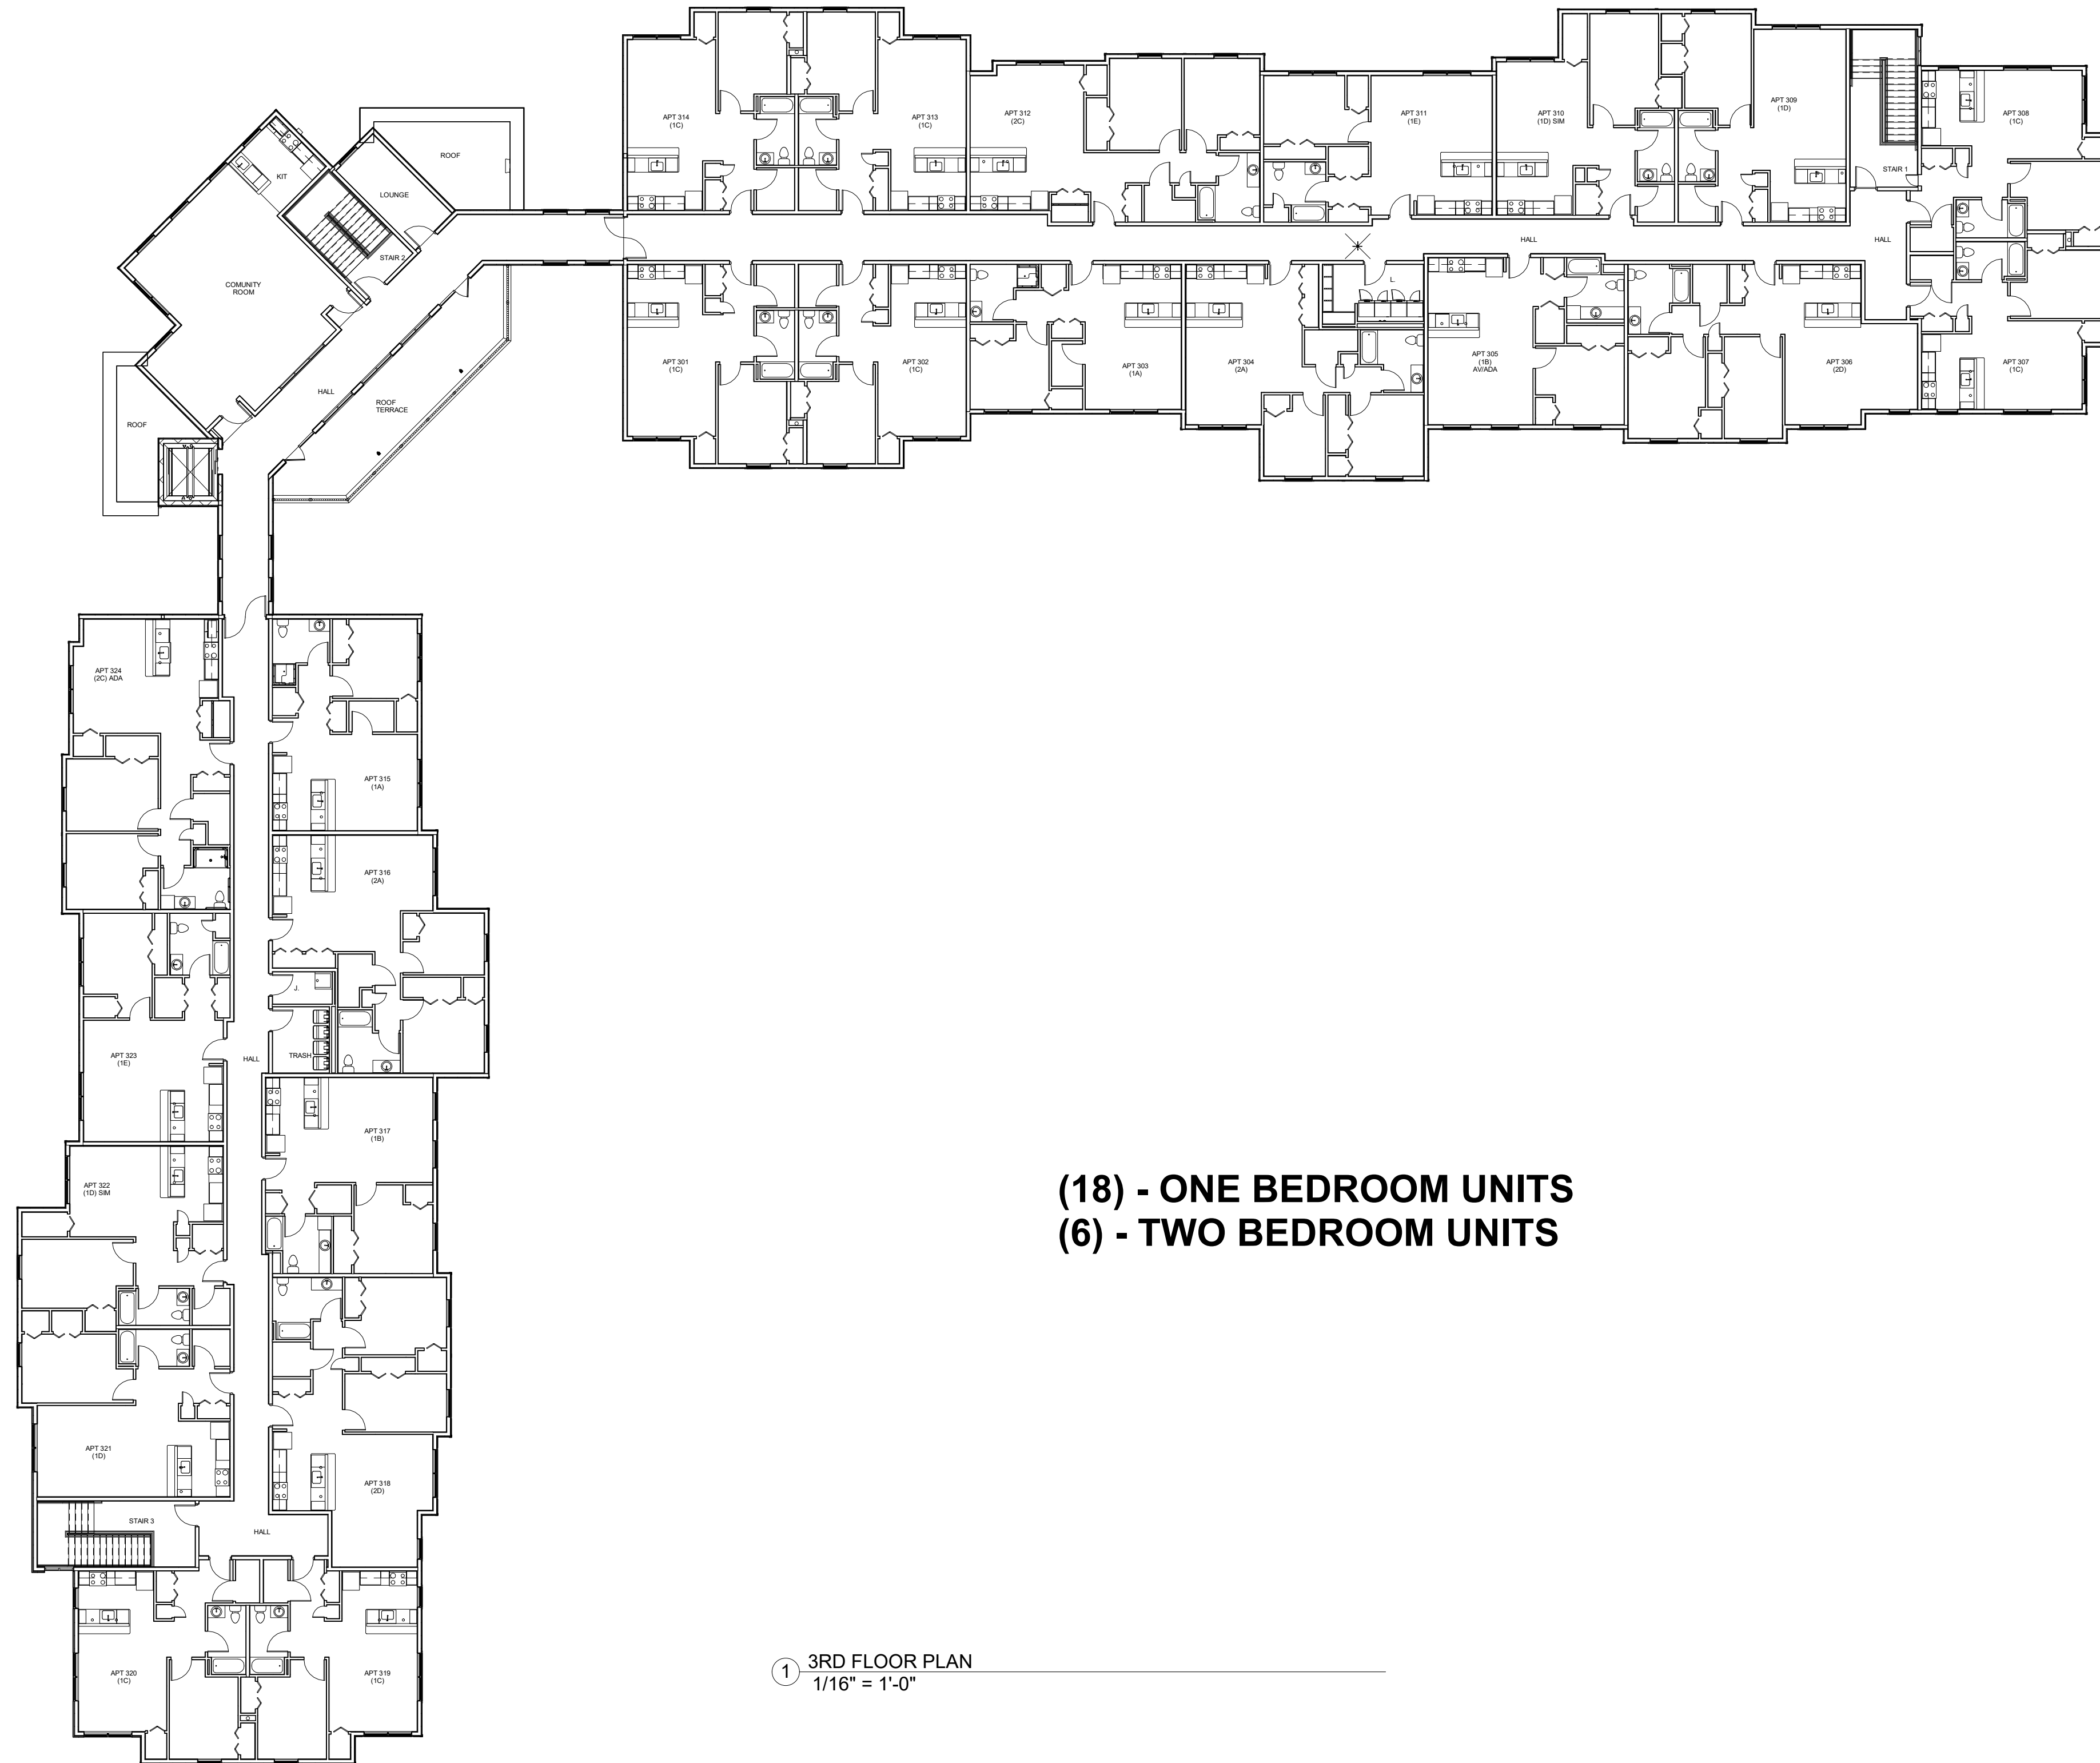 APT 314
(1C)
APT 313
(1C)
APT 312
(2C)
APT 311
(1E)
APT 310
(1D) SIM
APT 309
(1D)
APT 308
(1C)
STAIR 1
ROOF
KIT
LOUNGE
STAIR 2
COMUNITY
ROOM
HALL
HALL
L.
APT 301
(1C)
APT 302
(1C)
APT 303
(1A)
APT 304
(2A)
APT 305
(1B)
AV/ADA
APT 306
(2D)
APT 307
(1C)
HALL
ROOF
TERRACE
ROOF
APT 324
(2C) ADA
APT 315
(1A)
APT 316
(2A)
J.
TRASH
APT 323
(1E)
HALL
APT 317
(1B)
APT 322
(1D) SIM
(18) - ONE BEDROOM UNITS
(6) - TWO BEDROOM UNITS
APT 321
(1D)
APT 318
(2D)
STAIR 3
HALL
APT 320
(1C)
APT 319
(1C)
1
3RD FLOOR PLAN
1/16" = 1'-0"